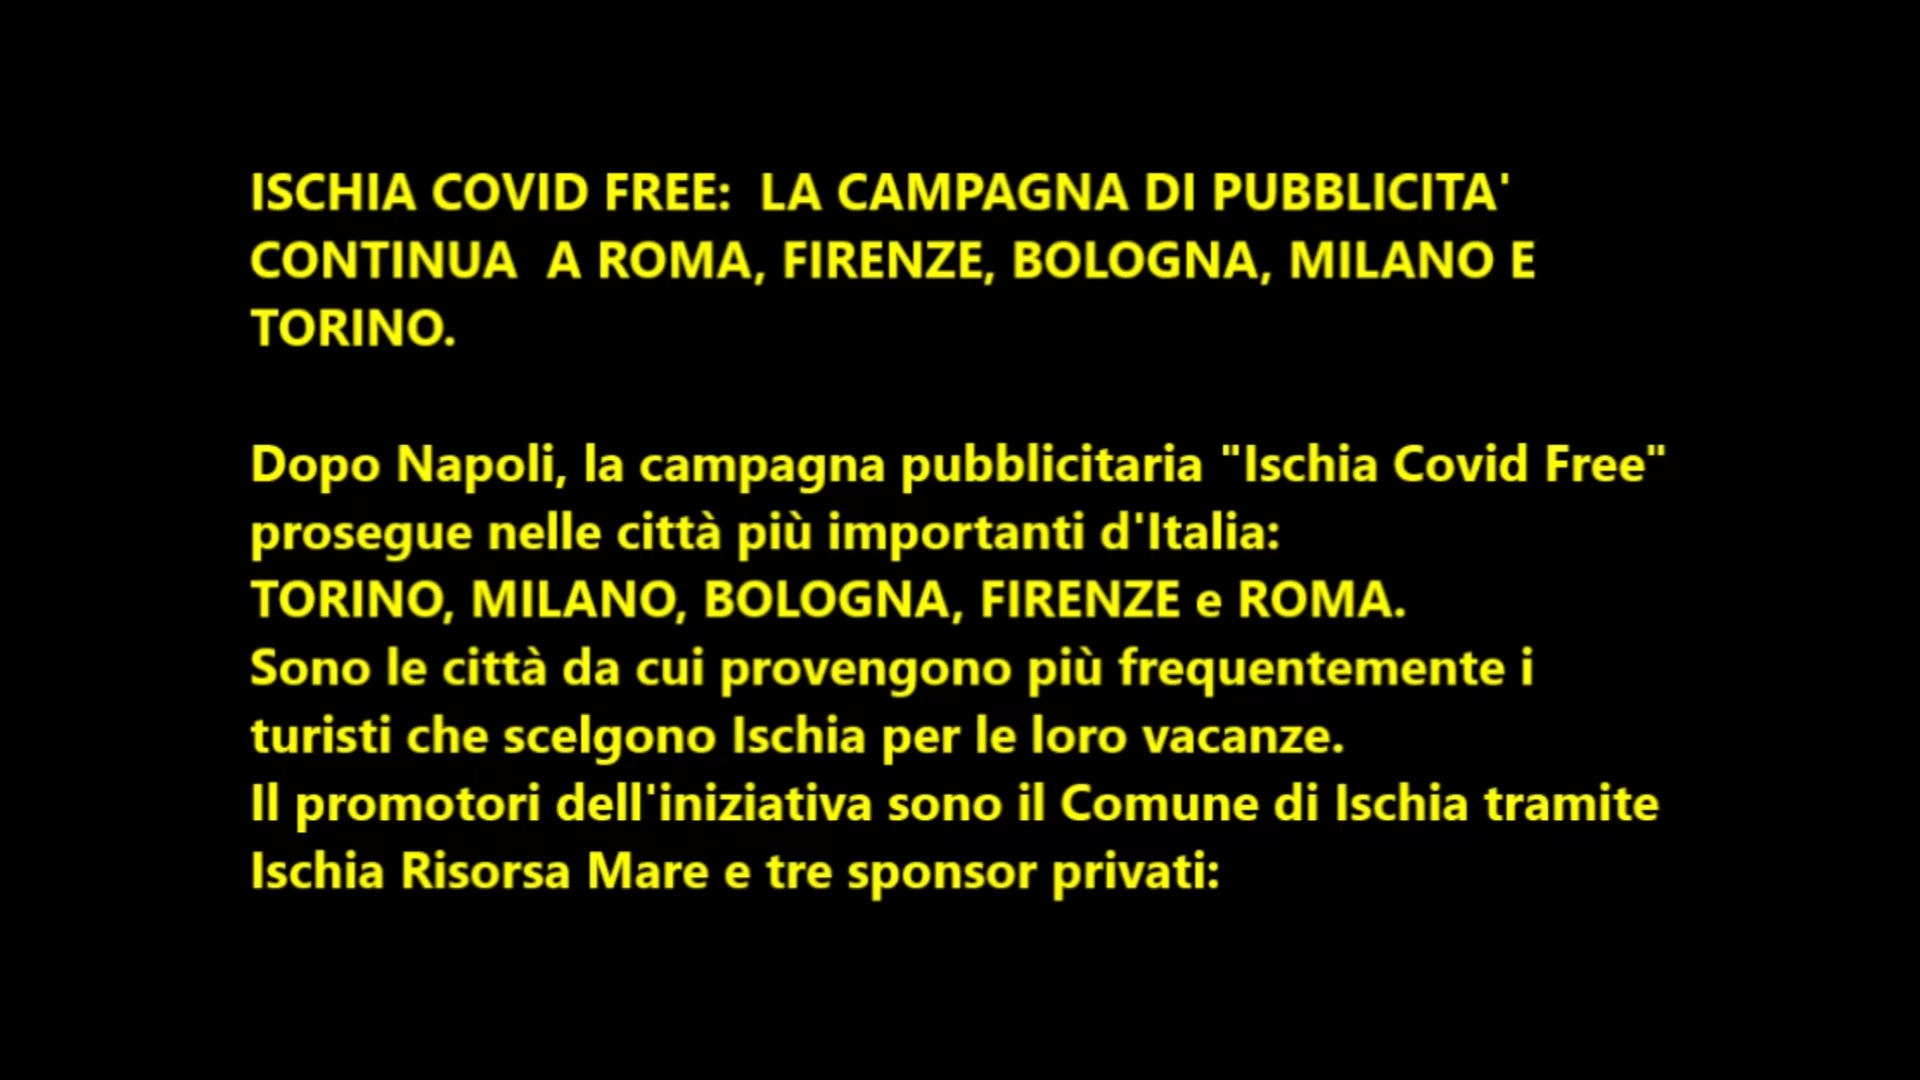 ISCHIA COVID FREE:  LA CAMPAGNA DI PUBBLICITA'
CONTINUA  A ROMA, FIRENZE, BOLOGNA, MILANO E
TORINO.
Dopo Napoli, la campagna pubblicitaria "Ischia Covid Free"
prosegue nelle città più importanti d'Italia:
TORINO, MILANO, BOLOGNA, FIRENZE e ROMA.
Sono le città da cui provengono più frequentemente i
turisti che scelgono Ischia per le loro vacanze.
Il promotori dell'iniziativa sono il Comune di Ischia tramite
Ischia Risorsa Mare e tre sponsor privati: